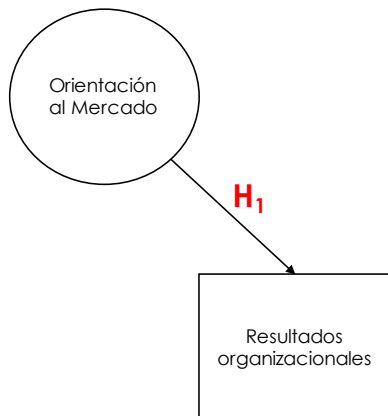 Orientación
al Mercado
H₁
Resultados
organizacionales